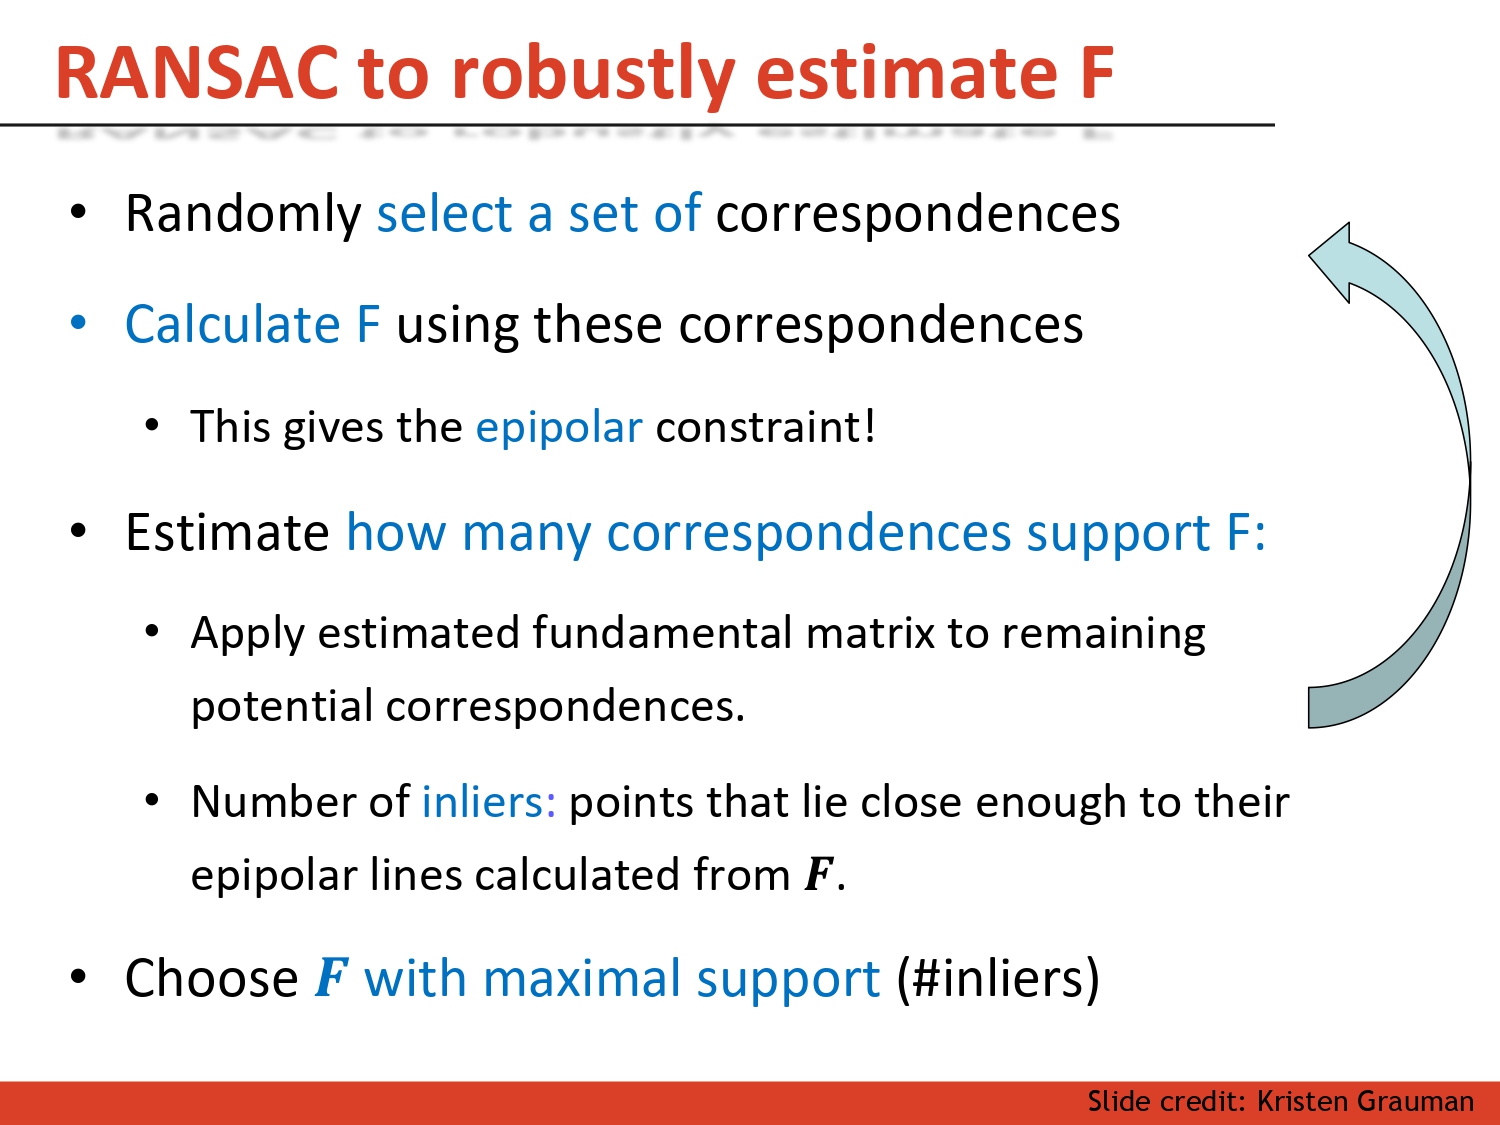 RANSAC to robustly estimate F
• Randomly select a set of correspondences
• Calculate F using these correspondences
• This gives the epipolar constraint!
• Estimate how many correspondences support F:
• Apply estimated fundamental matrix to remaining
potential correspondences.
• Number of inliers: points that lie close enough to their
epipolar lines calculated from F.
• Choose F with maximal support (#inliers)
Slide credit: Kristen Grauman